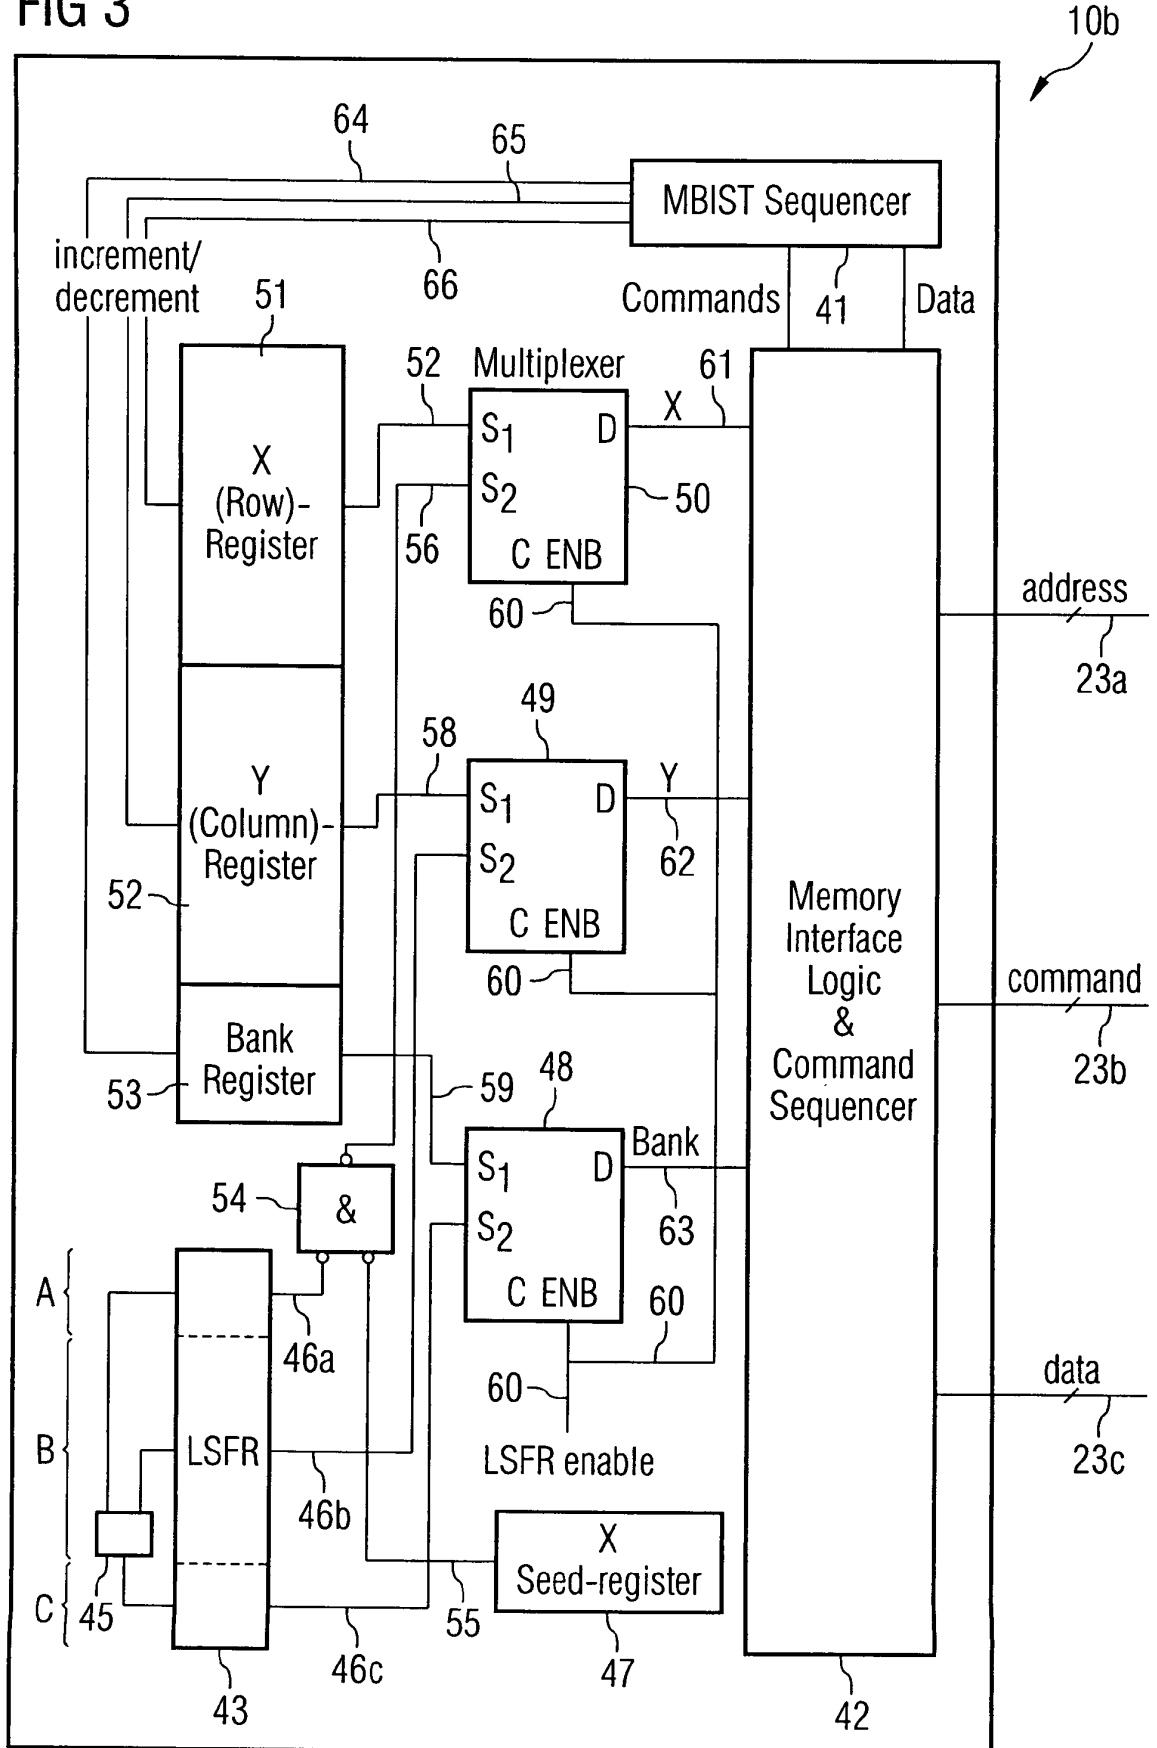 FIG 3
10b
64
65
MBIST Sequencer
increment/
decrement
66
51
Commands
41
Data
52
Multiplexer
61
X
S1
D
X
(Row)-
Register
S2
50
56
C ENB
60
address
23a
49
58
Y
S1
D
Y
(Column)-
Register
62
S2
52
C ENB
60
Memory
Interface
Logic
&
Command
Sequencer
command
23b
Bank
Register
53
59
48
Bank
S1
D
54
&
63
S2
A
C ENB
60
46a
60
data
23c
B
LSFR
LSFR enable
46b
X
Seed-register
C
45
55
46c
47
43
42